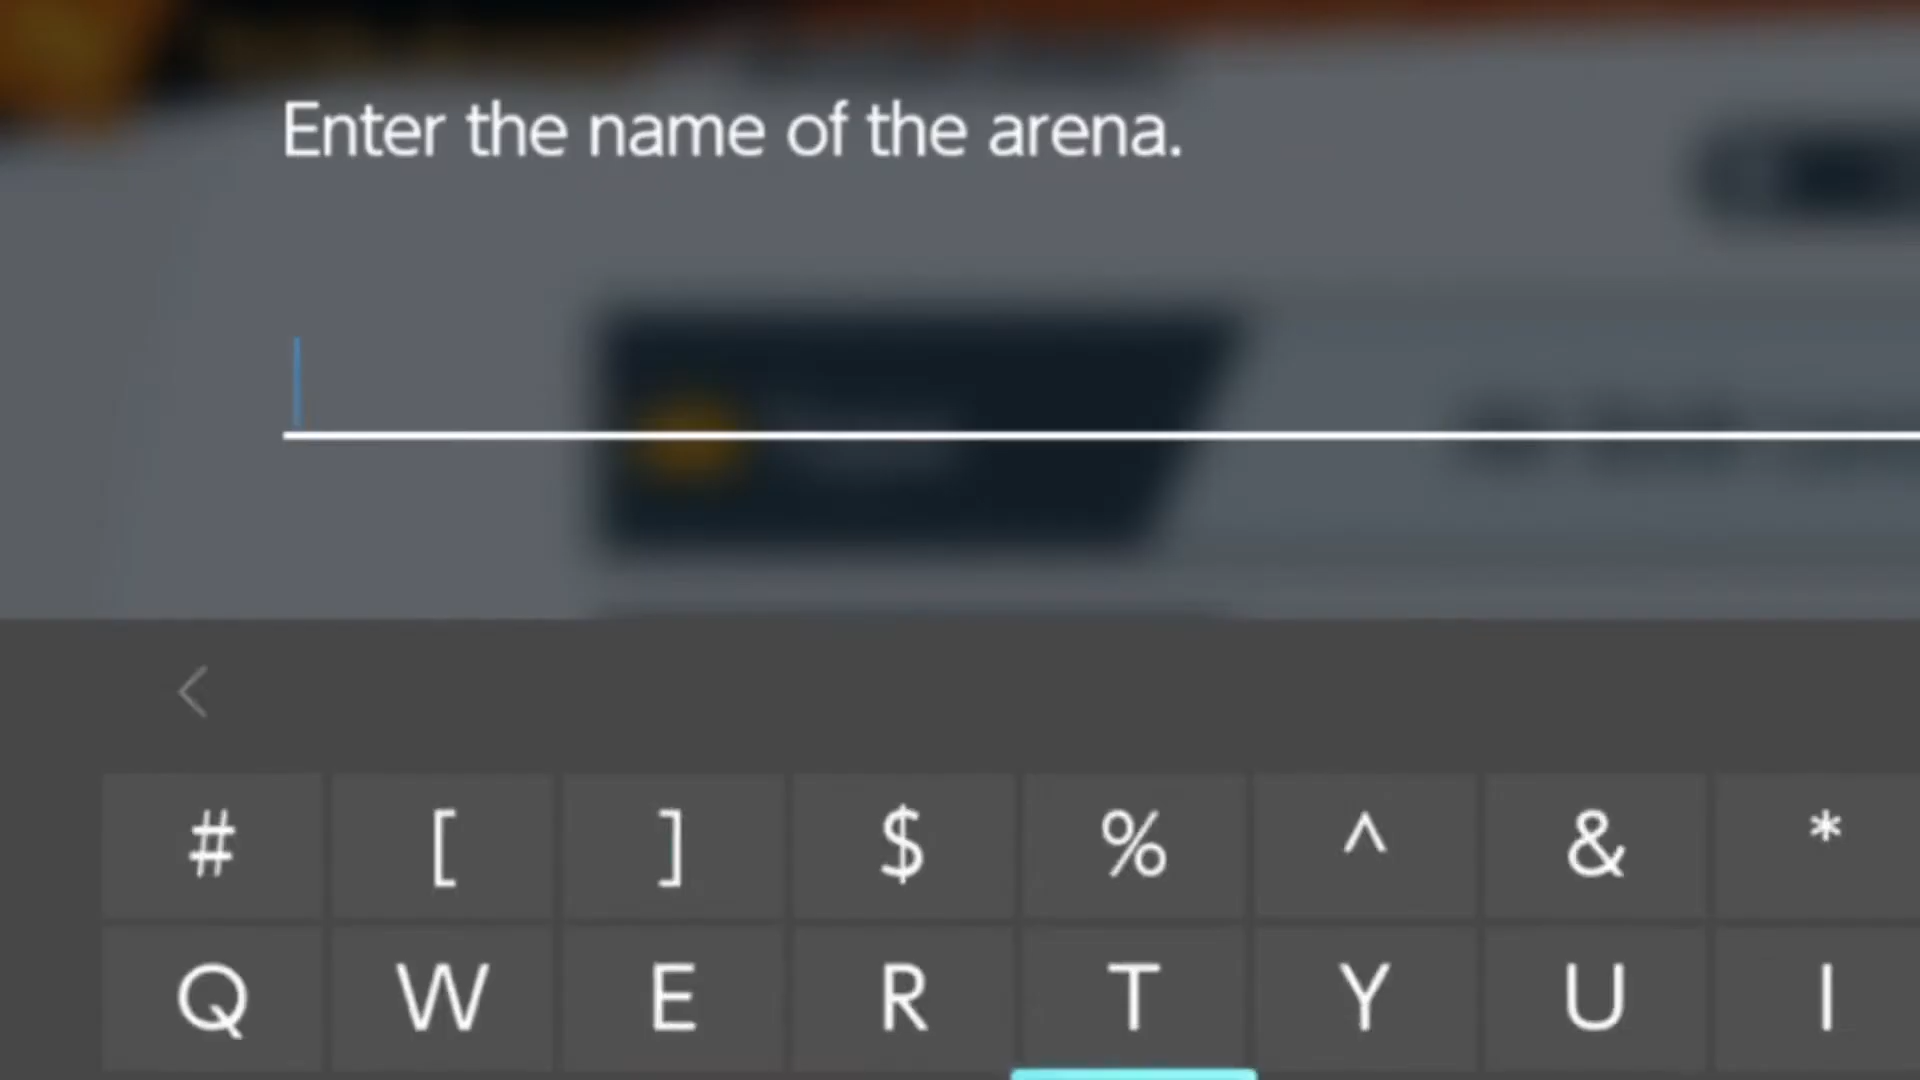 Enter the name of the arena.
# [ ] $ % ^ & *
Q W E R T Y U I